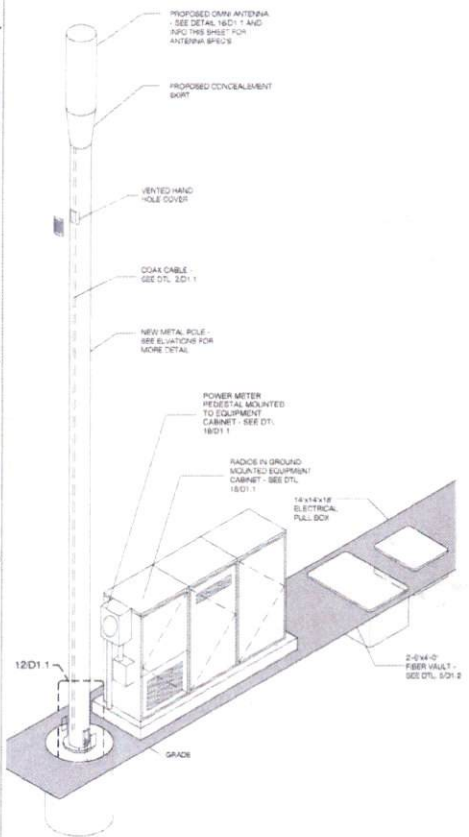 PROPOSED OMNI ANTENNA
- SEE DETAIL 16/D1.1 AND
INFO THIS SHEET FOR
ANTENNA SPECS
PROPOSED CONCEALEMENT
SKIRT
VENTED HAND
HOLE COVER
COAX CABLE -
SEE DTL. 2/D1.1
NEW METAL POLE -
SEE ELVATIONS FOR
MORE DETAIL
POWER METER
PEDESTAL MOUNTED
TO EQUIPMENT
CABINET - SEE DTL
18/D1.1
RADIOS IN GROUND
MOUNTED EQUIPMENT
CABINET - SEE DTL
15/D1.1
14"x14"x18"
ELECTRICAL
PULL BOX
12/D1.1
2'-0"x4'-0"
FIBER VAULT -
SEE DTL. 5/D1.2
GRADE